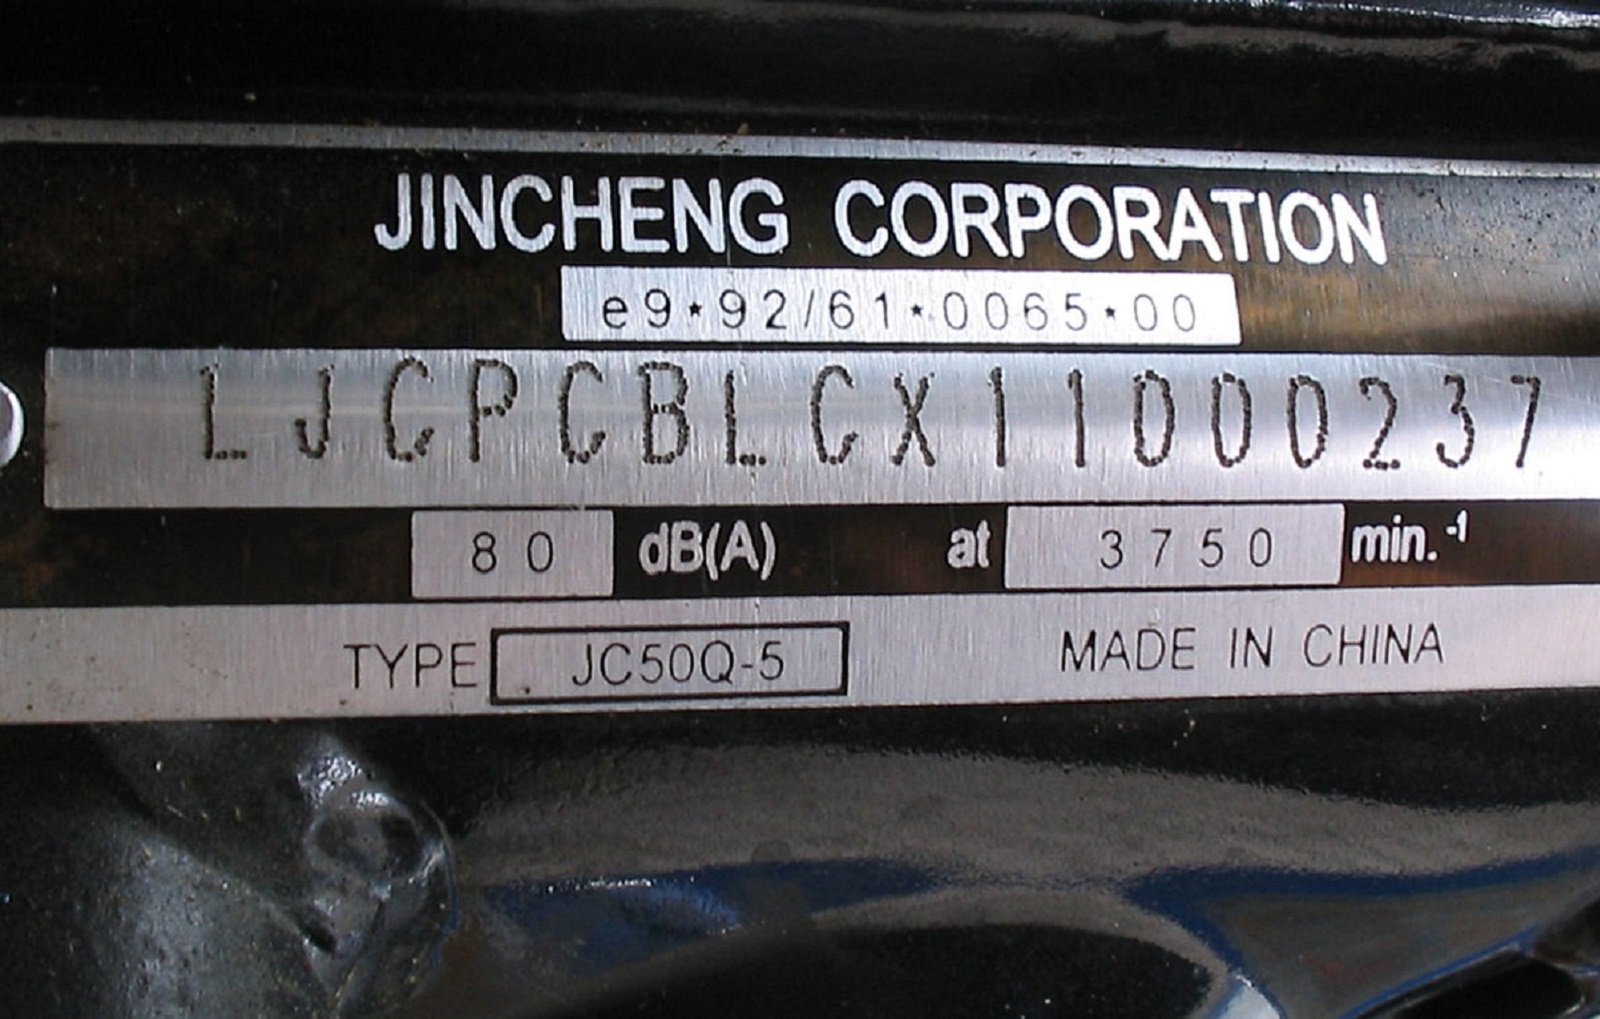 JINCHENG CORPORATION
e9*92/61*0065*00
LJCPCBLCX11000237
80 dB(A) at 3750 min.⁻¹
TYPE JC50Q-5 MADE IN CHINA